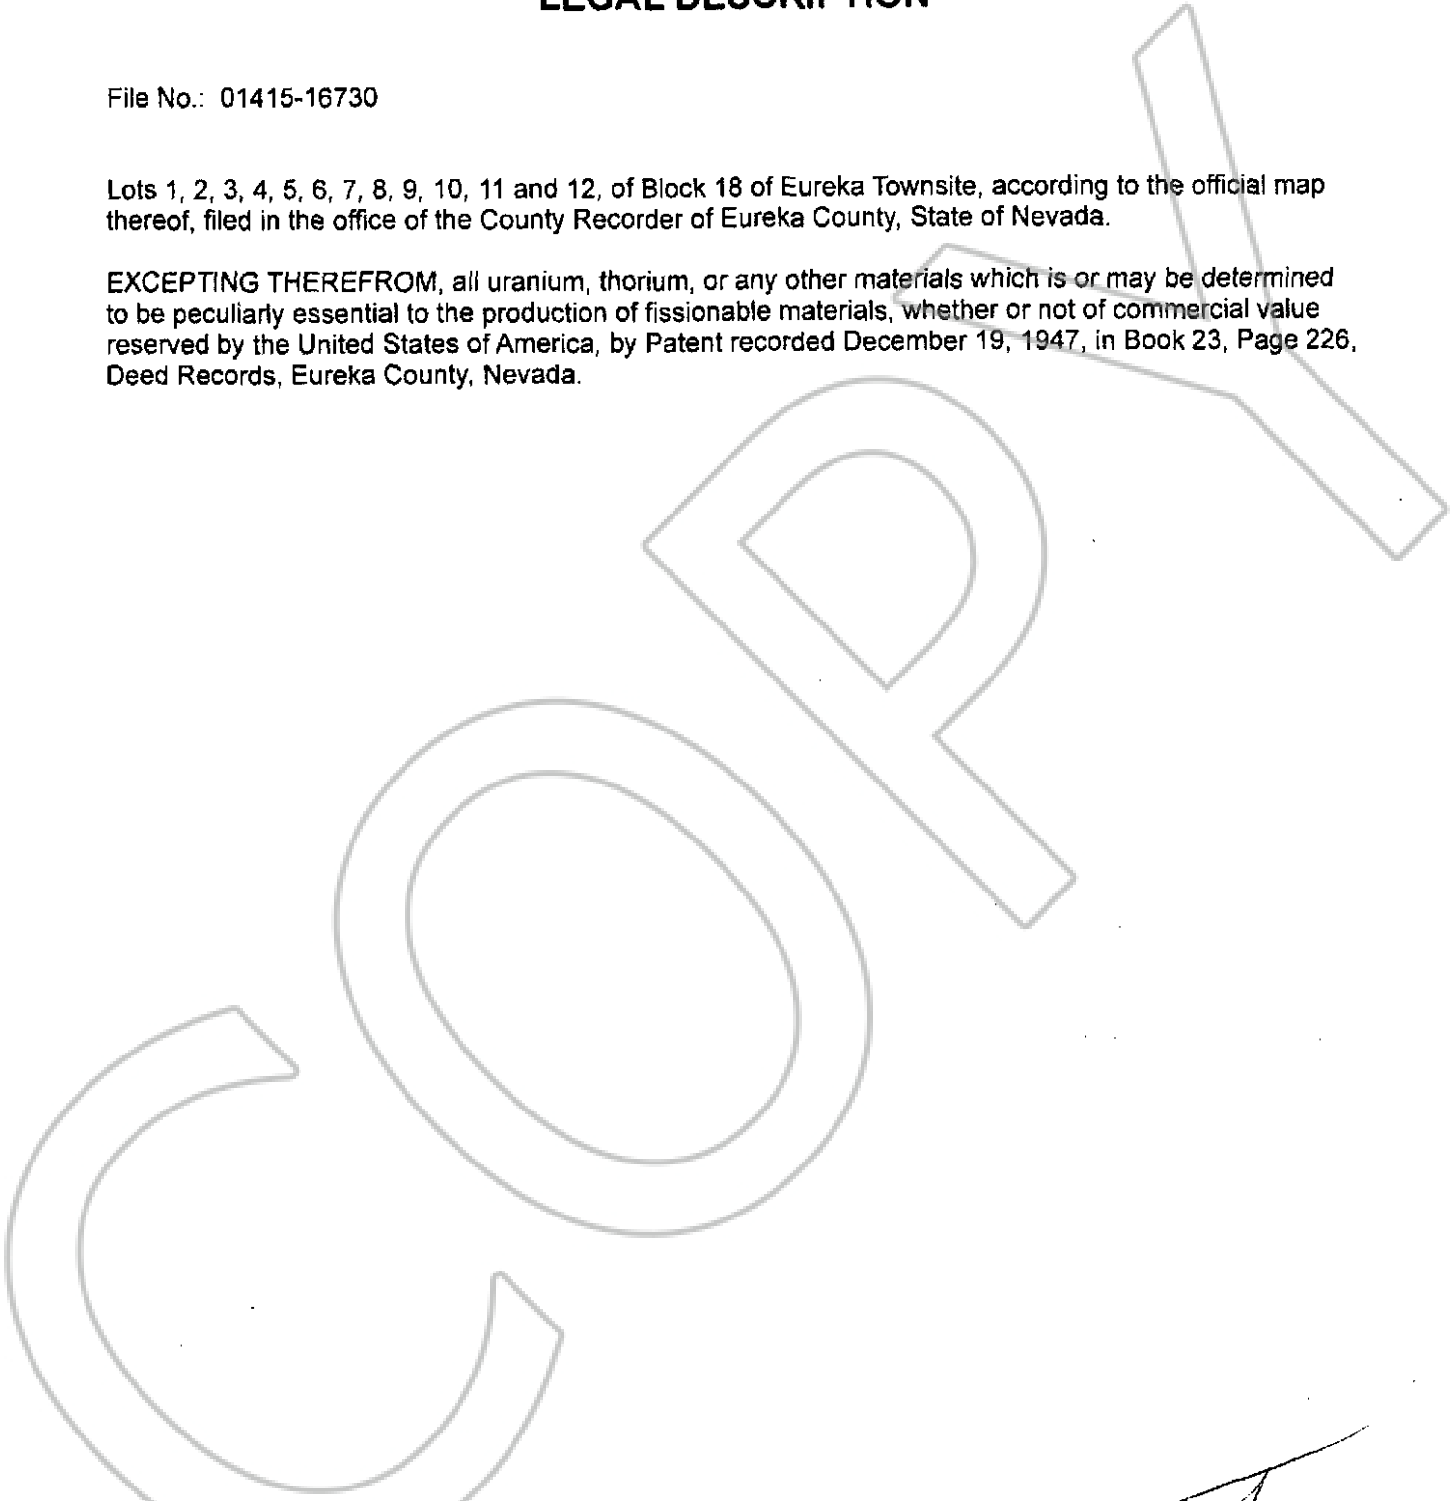 LEGAL DESCRIPTION
File No.: 01415-16730
Lots 1, 2, 3, 4, 5, 6, 7, 8, 9, 10, 11 and 12, of Block 18 of Eureka Townsite, according to the official map
thereof, filed in the office of the County Recorder of Eureka County, State of Nevada.
EXCEPTING THEREFROM, all uranium, thorium, or any other materials which is or may be determined
to be peculiarly essential to the production of fissionable materials, whether or not of commercial value
reserved by the United States of America, by Patent recorded December 19, 1947, in Book 23, Page 226,
Deed Records, Eureka County, Nevada.
COPY